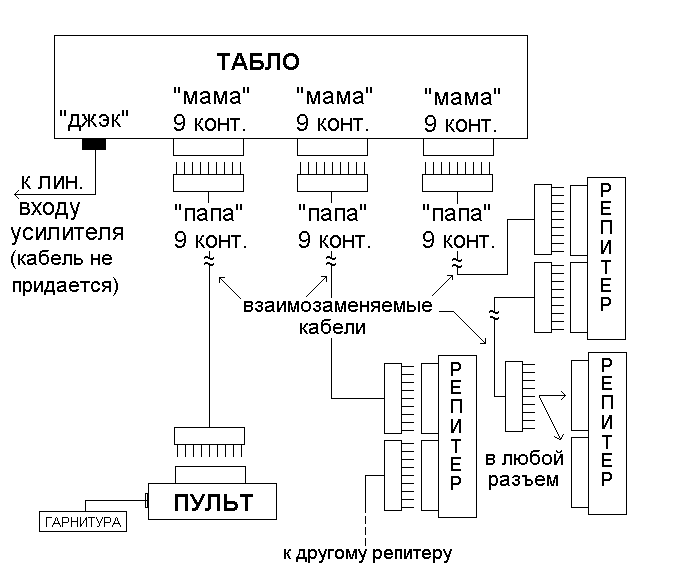 ТАБЛО
"джэк"
"мама"
9 конт.
"мама"
9 конт.
"мама"
9 конт.
к лин.
входу
усилителя
(кабель не
придается)
"папа"
9 конт.
"папа"
9 конт.
"папа"
9 конт.
РЕПИТЕР
взаимозаменяемые
кабели
РЕПИТЕР
РЕПИТЕР
в любой
разъем
ПУЛЬТ
ГАРНИТУРА
к другому репитеру